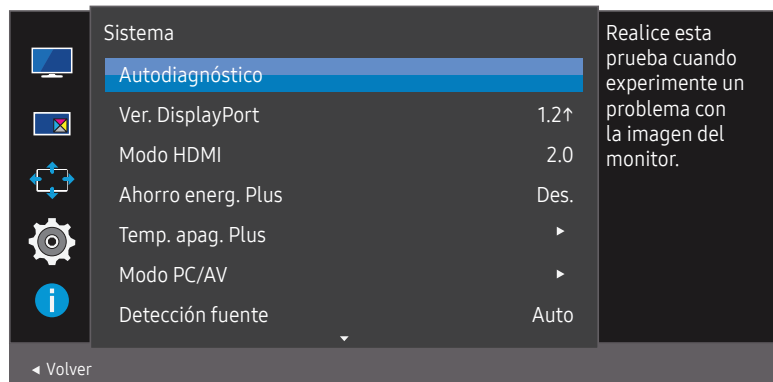 Sistema
Autodiagnóstico
Ver. DisplayPort 1.2↑
Modo HDMI 2.0
Ahorro energ. Plus Des.
Temp. apag. Plus ►
Modo PC/AV ►
Detección fuente Auto
Realice esta
prueba cuando
experimente un
problema con
la imagen del
monitor.
◄ Volver